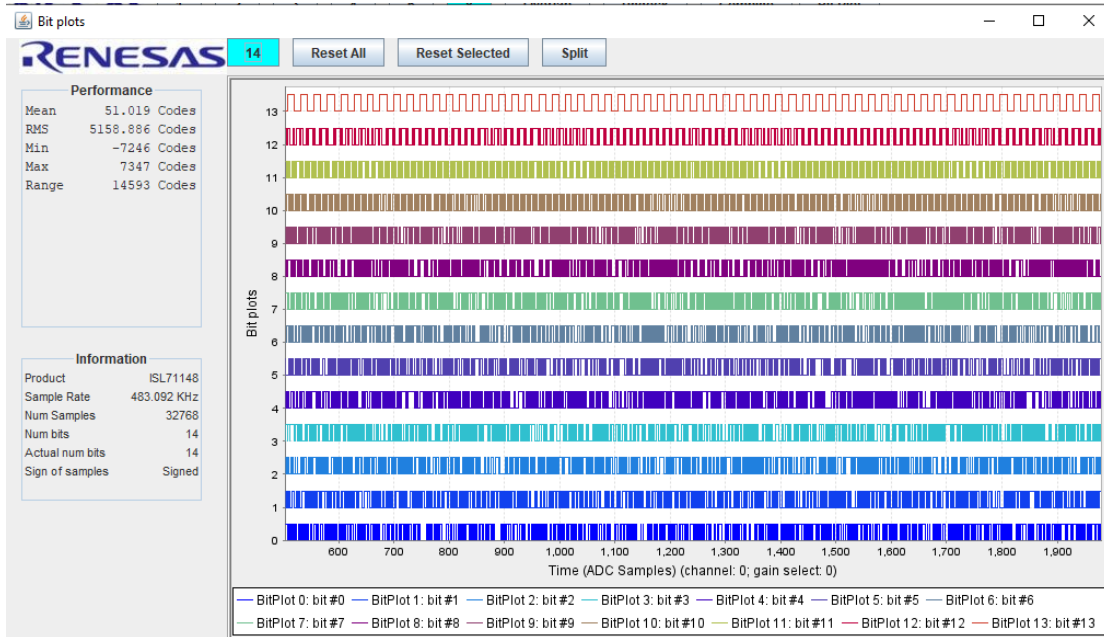 Bit plots
RENESAS
14 Reset All Reset Selected Split
Performance
Mean 51.019 Codes
RMS 5158.886 Codes
Min -7246 Codes
Max 7347 Codes
Range 14593 Codes
Information
Product ISL71148
Sample Rate 483.092 KHz
Num Samples 32768
Num bits 14
Actual num bits 14
Sign of samples Signed
Bit plots
13
12
11
10
9
8
7
6
5
4
3
2
1
0
600 700 800 900 1,000 1,100 1,200 1,300 1,400 1,500 1,600 1,700 1,800 1,900
Time (ADC Samples) (channel: 0; gain select: 0)
BitPlot 0: bit #0 BitPlot 1: bit #1 BitPlot 2: bit #2 BitPlot 3: bit #3 BitPlot 4: bit #4 BitPlot 5: bit #5 BitPlot 6: bit #6
BitPlot 7: bit #7 BitPlot 8: bit #8 BitPlot 9: bit #9 BitPlot 10: bit #10 BitPlot 11: bit #11 BitPlot 12: bit #12 BitPlot 13: bit #13